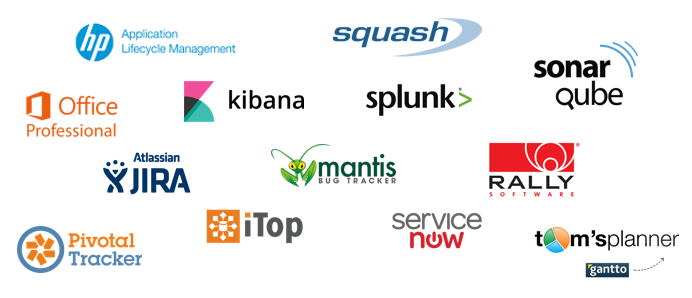 hp
Application
Lifecycle Management
squash
sonar
qube
Office
Professional
kibana
splunk>
Atlassian
JIRA
mantis
BUG TRACKER
RALLY
SOFTWARE
®
Pivotal
Tracker
iTop
service
now
tom'splanner
gantto